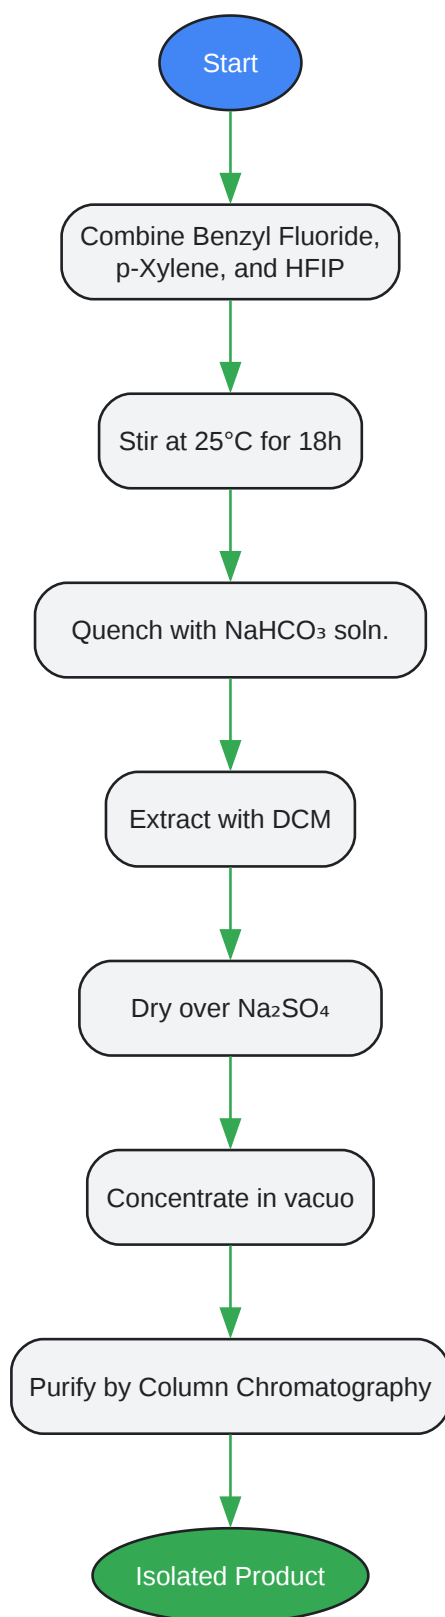 Start
Combine Benzyl Fluoride,
p-Xylene, and HFIP
Stir at 25°C for 18h
Quench with NaHCO₃ soln.
Extract with DCM
Dry over Na₂SO₄
Concentrate in vacuo
Purify by Column Chromatography
Isolated Product